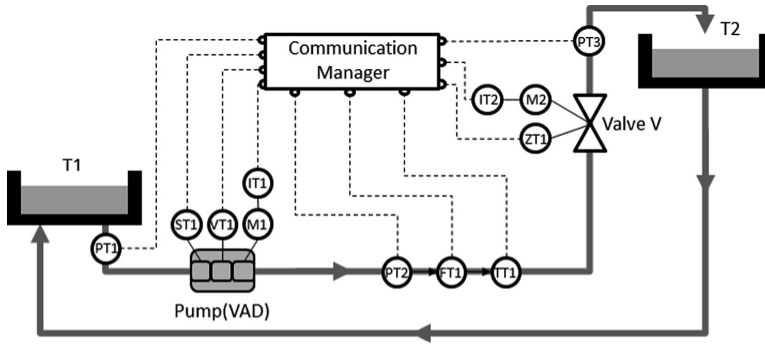 T2
Communication
Manager
PT3
IT2
M2
Valve V
ZT1
T1
IT1
ST1
VT1
M1
PT1
PT2
FT1
TT1
Pump(VAD)